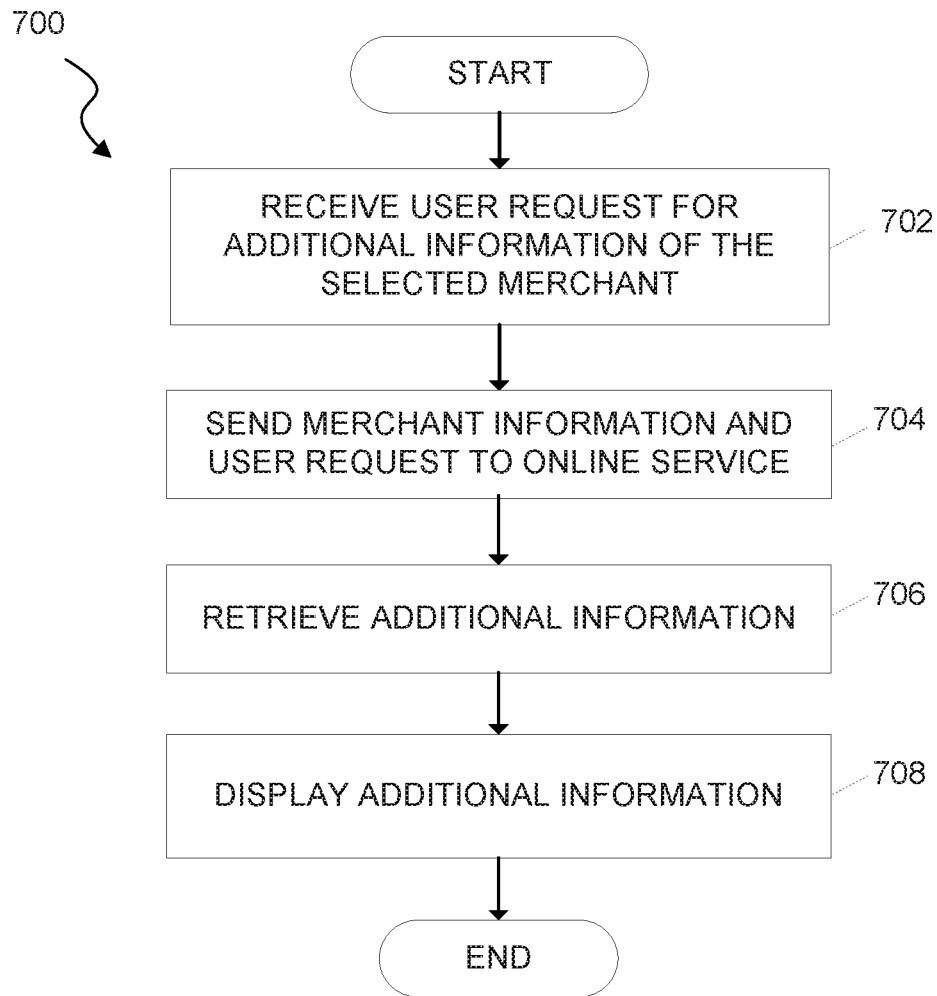 700
START
RECEIVE USER REQUEST FOR
ADDITIONAL INFORMATION OF THE
SELECTED MERCHANT
702
SEND MERCHANT INFORMATION AND
USER REQUEST TO ONLINE SERVICE
704
RETRIEVE ADDITIONAL INFORMATION
706
DISPLAY ADDITIONAL INFORMATION
708
END